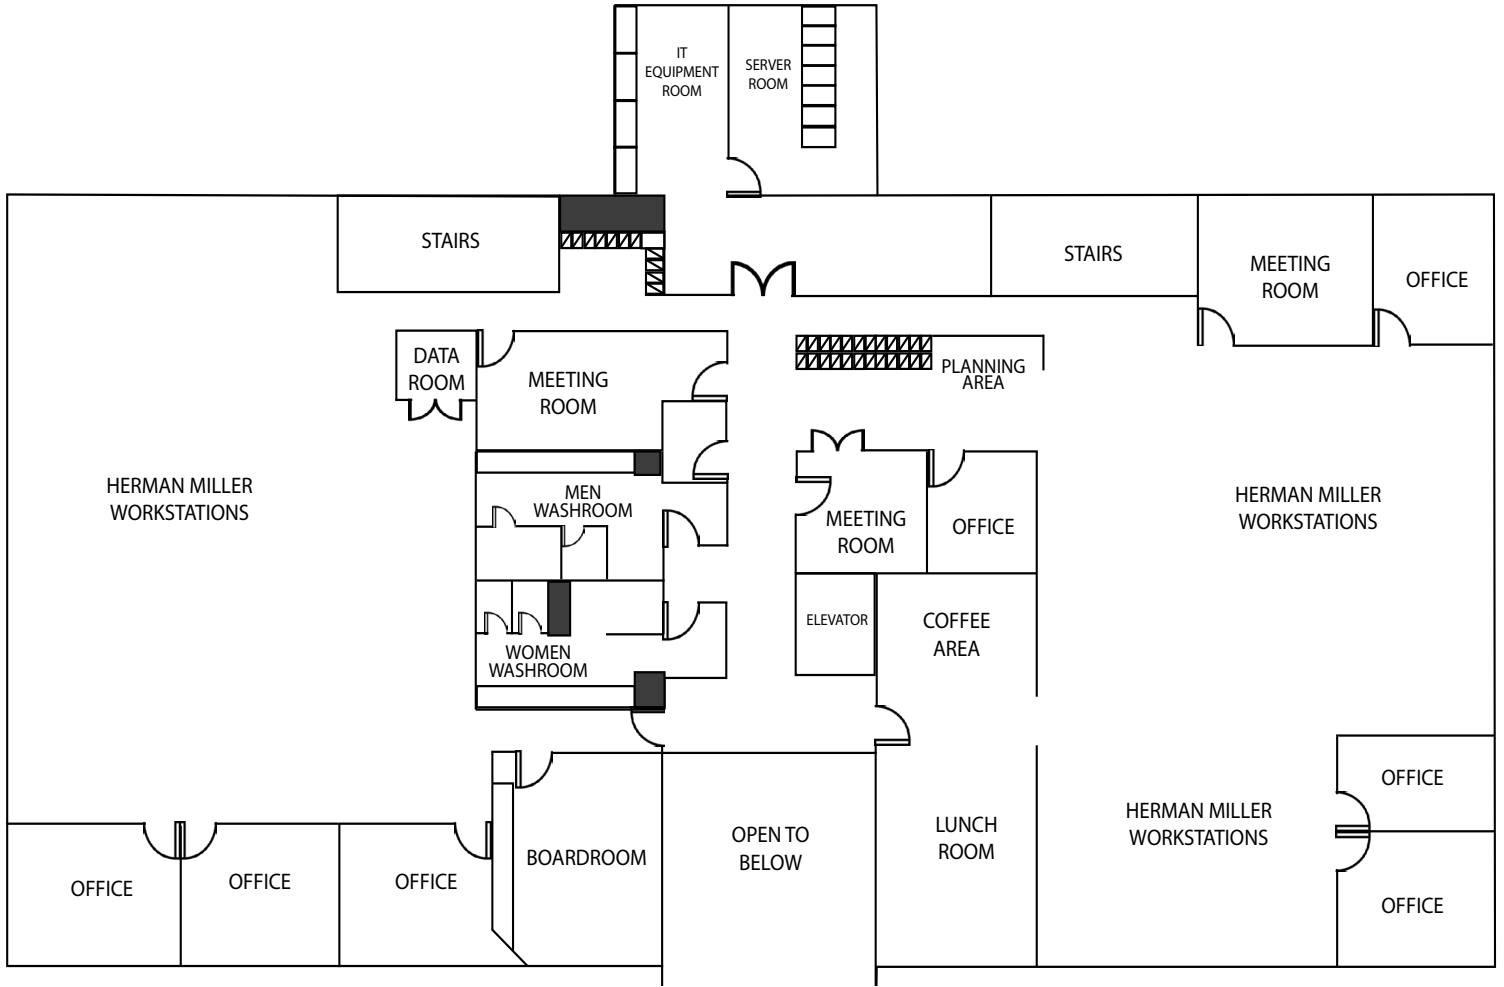 IT
EQUIPMENT
ROOM
SERVER
ROOM
STAIRS
STAIRS
MEETING
ROOM
OFFICE
DATA
ROOM
MEETING
ROOM
PLANNING
AREA
HERMAN MILLER
WORKSTATIONS
MEN
WASHROOM
MEETING
ROOM
OFFICE
HERMAN MILLER
WORKSTATIONS
ELEVATOR
COFFEE
AREA
WOMEN
WASHROOM
OFFICE
OFFICE
OFFICE
OFFICE
BOARDROOM
OPEN TO
BELOW
LUNCH
ROOM
HERMAN MILLER
WORKSTATIONS
OFFICE